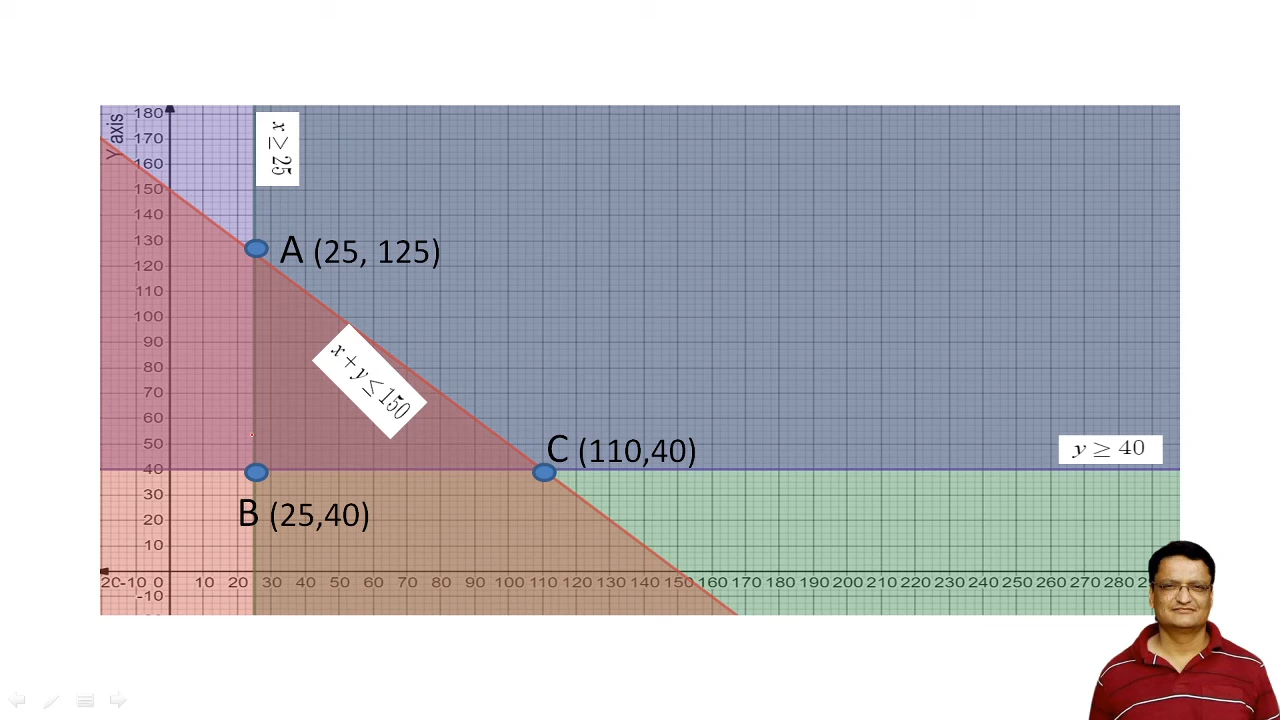 Y axis
180
170
160
150
140
130
120
110
100
90
80
70
60
50
40
30
20
10
-10
x ≥ 25
A (25, 125)
x + y ≤ 150
C (110,40)
y ≥ 40
B (25,40)
-10 0 10 20 30 40 50 60 70 80 90 100 110 120 130 140 150 160 170 180 190 200 210 220 230 240 250 260 270 280